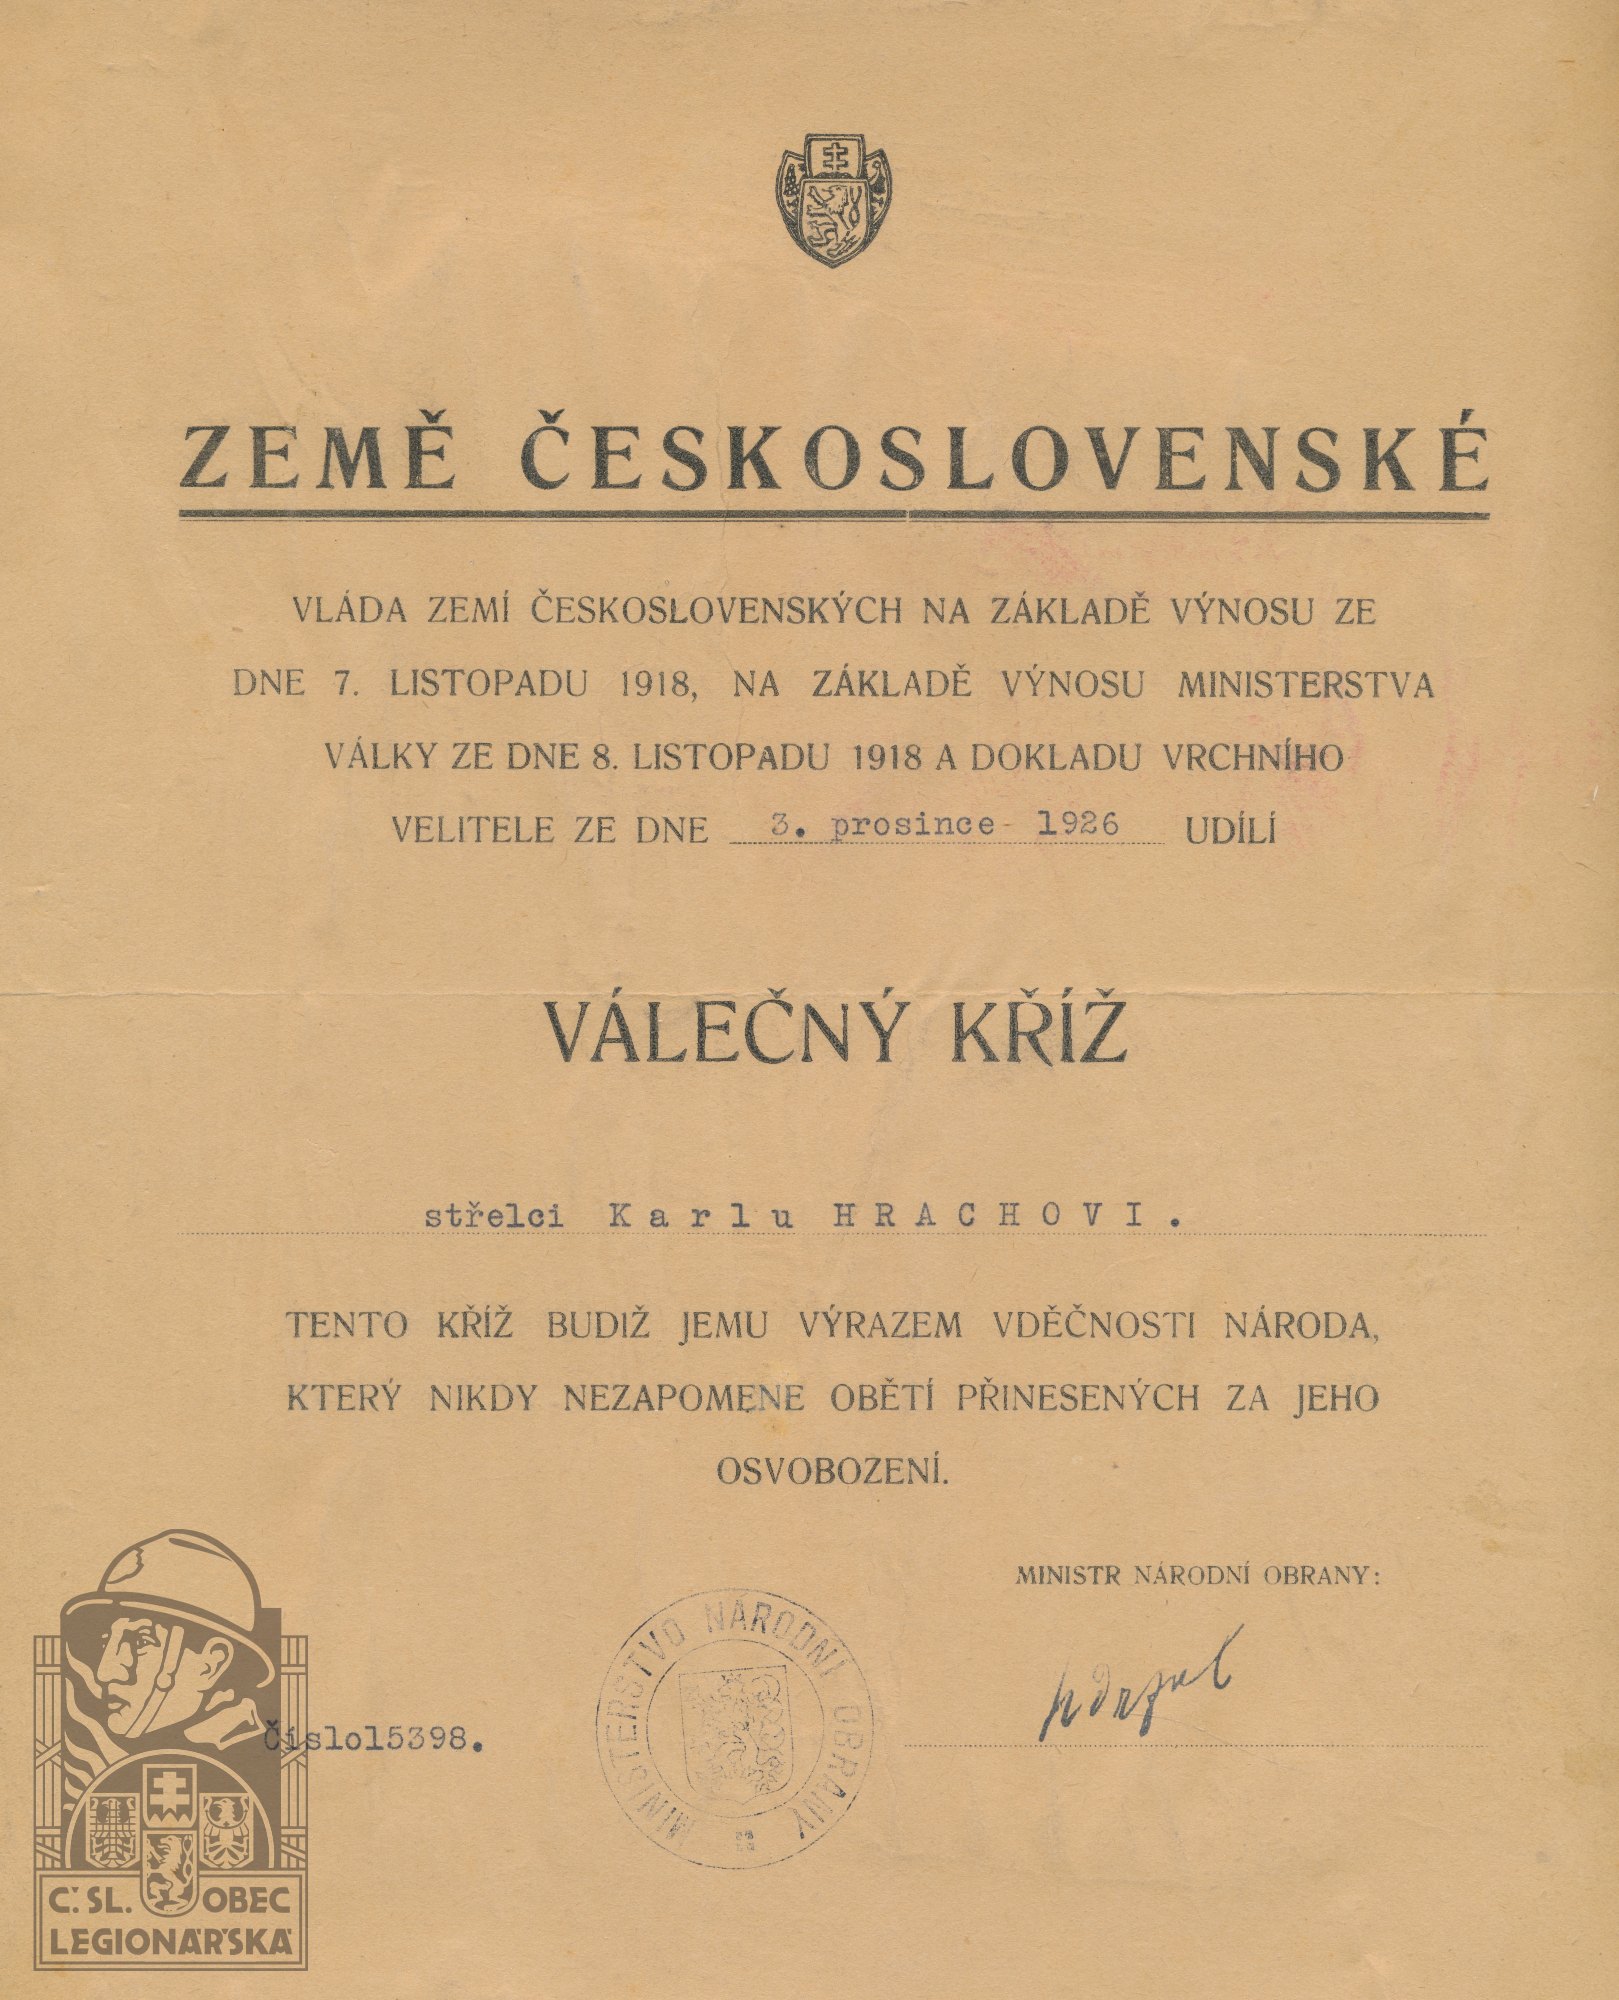 ZEMĚ ČESKOSLOVENSKÉ
VLÁDA ZEMÍ ČESKOSLOVENSKÝCH NA ZÁKLADĚ VÝNOSU ZE
DNE 7. LISTOPADU 1918, NA ZÁKLADĚ VÝNOSU MINISTERSTVA
VÁLKY ZE DNE 8. LISTOPADU 1918 A DOKLADU VRCHNÍHO
VELITELE ZE DNE 3. prosince 1926 UDÍLÍ
VÁLEČNÝ KŘÍŽ
střelci Karlu HRACHOVI.
TENTO KŘÍŽ BUDIŽ JEMU VÝRAZEM VDĚČNOSTI NÁRODA,
KTERÝ NIKDY NEZAPOMENE OBĚTÍ PŘINESENÝCH ZA JEHO
OSVOBOZENÍ.
MINISTR NÁRODNÍ OBRANY:
MINISTERSTVO NÁRODNÍ OBRANY
Číslo15398.
Č. SL. OBEC
LEGIONÁŘSKÁ